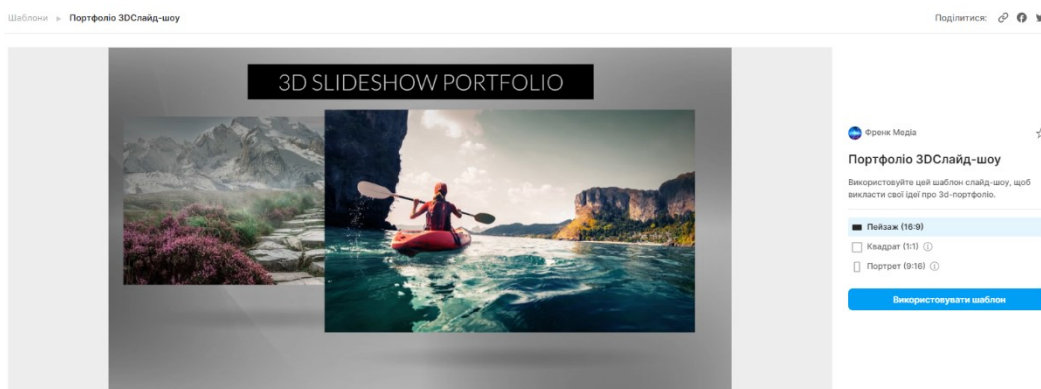 Шаблони » Портфоліо 3DСлайд-шоу
Поділитися:
3D SLIDESHOW PORTFOLIO
Френк Медіа
Портфоліо 3DСлайд-шоу
Використовуйте цей шаблон слайд-шоу, щоб
викласти свої ідеї про 3d-портфоліо.
Пейзаж (16:9)
Квадрат (1:1)
Портрет (9:16)
Використовувати шаблон